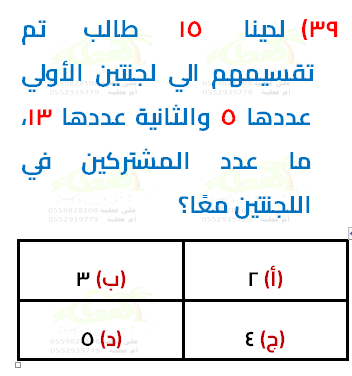 ٣٩) لدينا ١٥ طالب تم
تقسيمهم الي لجنتين الأولي
عددها ٥ والثانية عددها ١٣،
ما عدد المشتركين في
اللجنتين معًا؟
(أ) ٢ (ب) ٣
(ج) ٤ (د) ٥